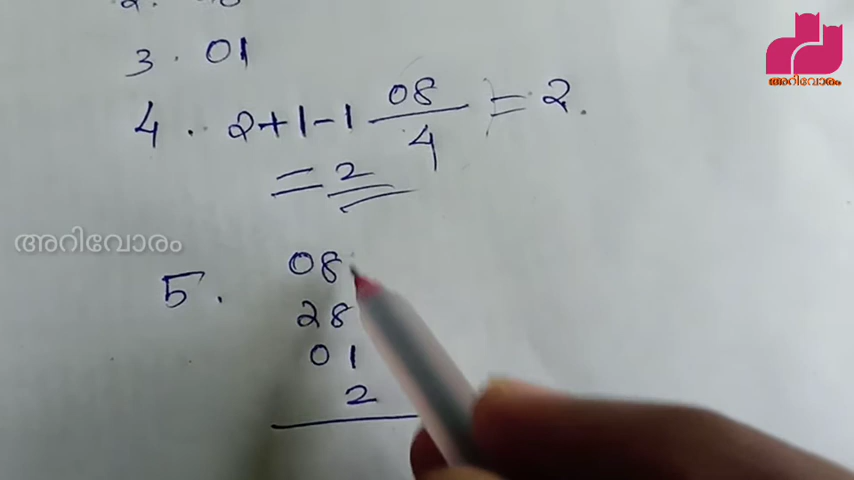 അറിവോരം
3. 01
4. 2+1-1 08/4 = 2.
= 2
അറിവോരം
5. 08
28
01
2